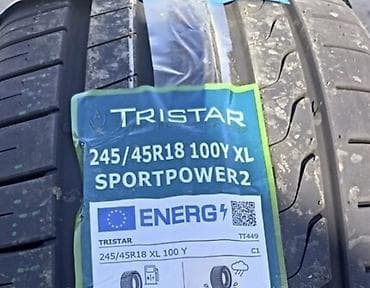 TRISTAR
245/45R18 100Y XL
SPORTPOWER2
ENERG
TRISTAR TT449
245/45R18 XL 100 Y C1